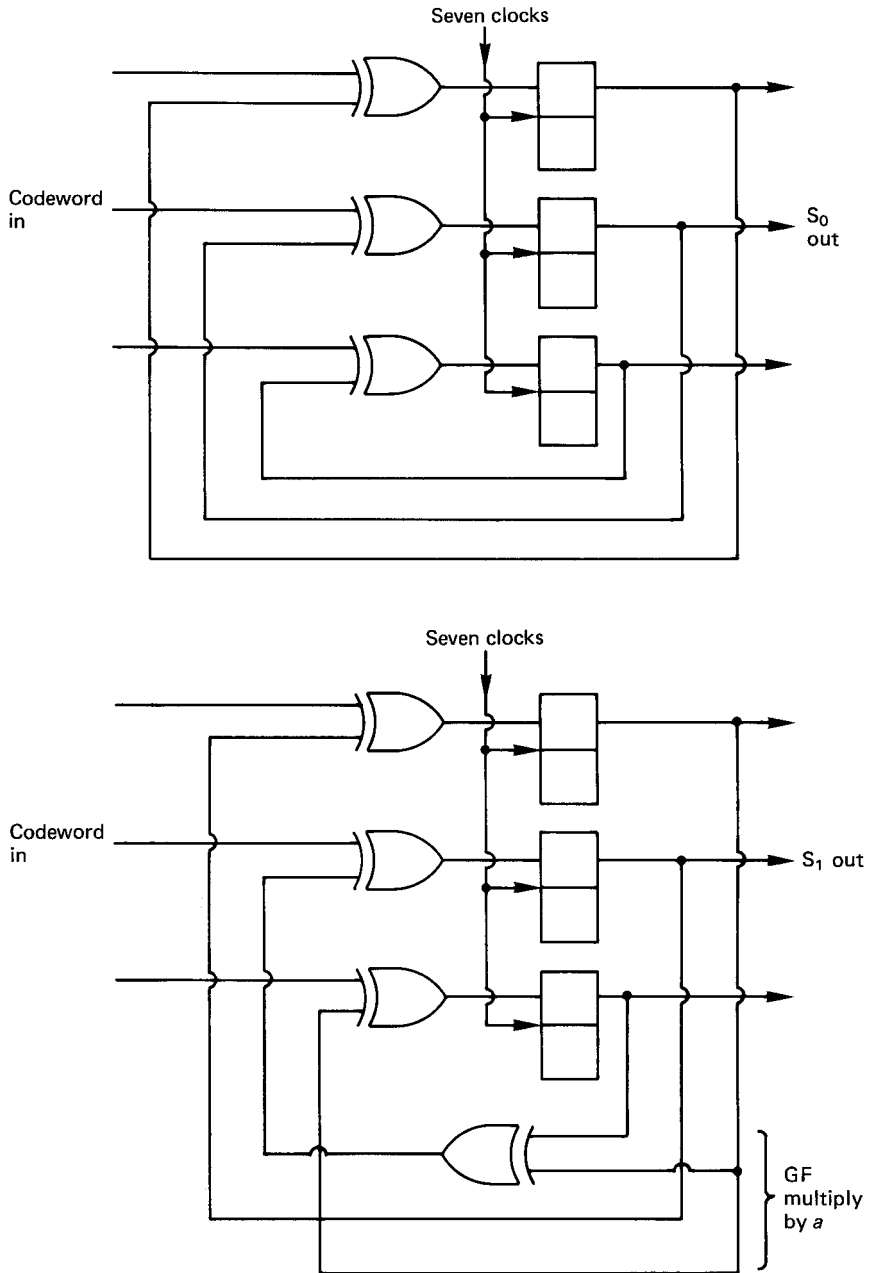 Seven clocks
Codeword
in
S₀
out
Seven clocks
Codeword
in
S₁ out
GF
multiply
by a